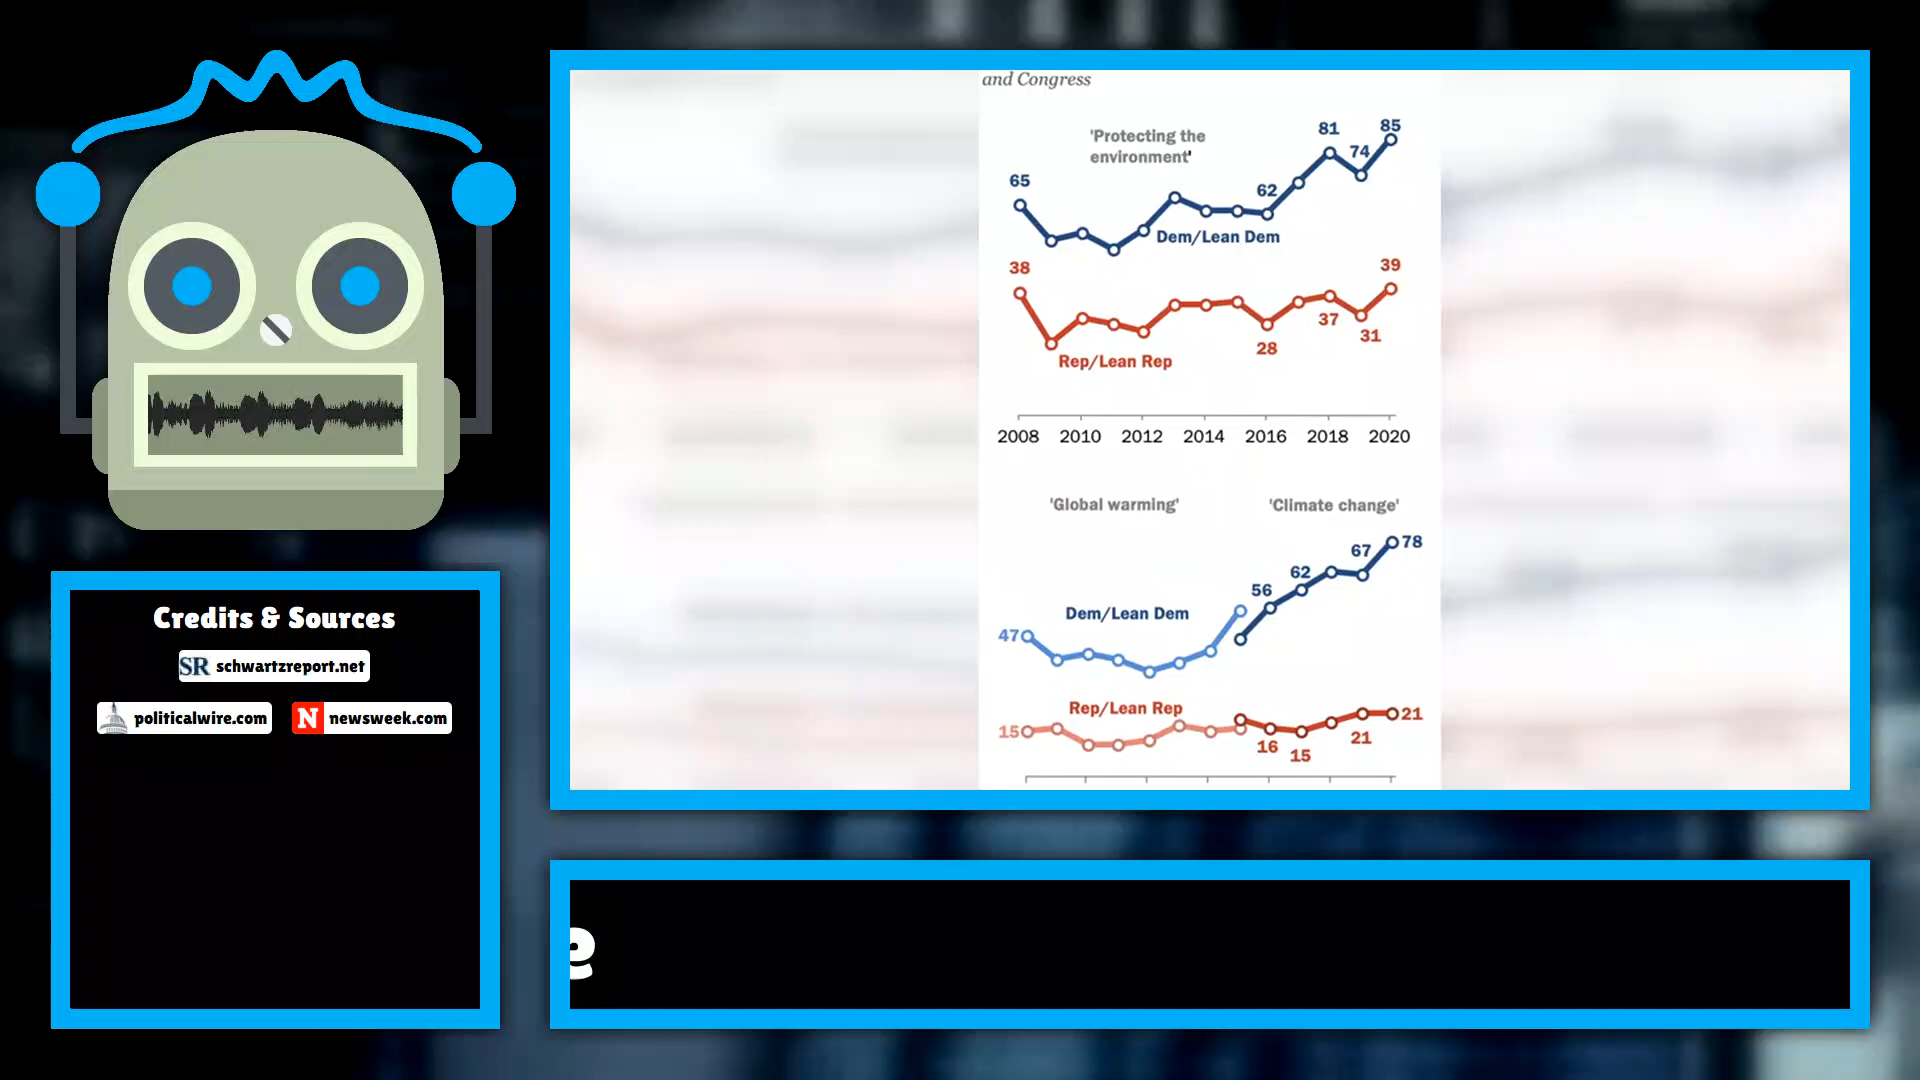 and Congress
'Protecting the
environment'
65
62
81
74
85
Dem/Lean Dem
38
28
37
31
39
Rep/Lean Rep
2008 2010 2012 2014 2016 2018 2020
'Global warming' 'Climate change'
47
56
62
67
78
Dem/Lean Dem
Rep/Lean Rep
15
16
15
21
21
Credits & Sources
SR schwartzreport.net
politicalwire.com N newsweek.com
e